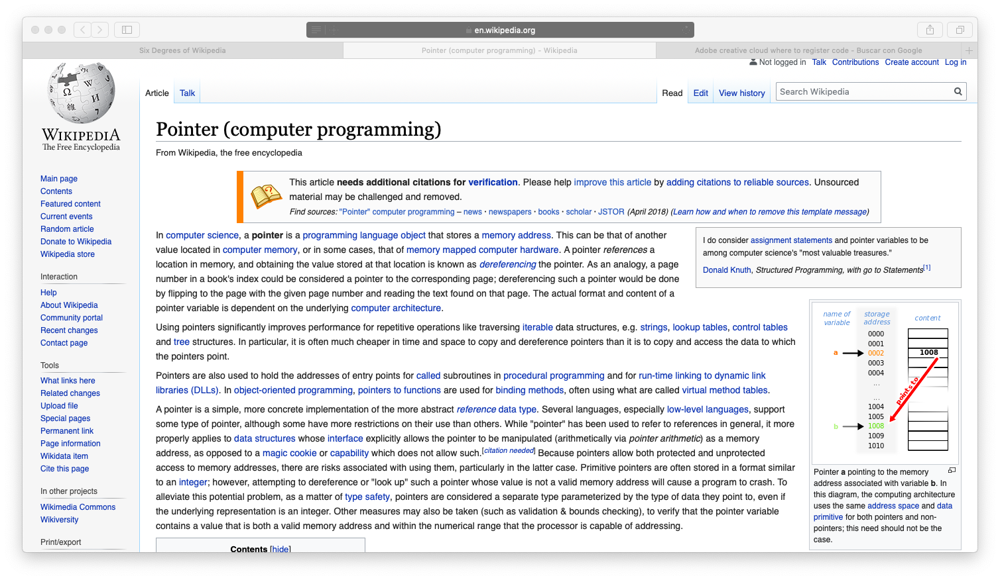 en.wikipedia.org
Six Degrees of Wikipedia
Pointer (computer programming) - Wikipedia
Adobe creative cloud where to register code - Buscar con Google
Not logged in Talk Contributions Create account Log in
Article Talk
Read Edit View history
Search Wikipedia
WIKIPEDIA
The Free Encyclopedia
Main page
Contents
Featured content
Current events
Random article
Donate to Wikipedia
Wikipedia store
Interaction
Help
About Wikipedia
Community portal
Recent changes
Contact page
Tools
What links here
Related changes
Upload file
Special pages
Permanent link
Page information
Wikidata item
Cite this page
In other projects
Wikimedia Commons
Wikiversity
Print/export
Pointer (computer programming)
From Wikipedia, the free encyclopedia
This article needs additional citations for verification. Please help improve this article by adding citations to reliable sources. Unsourced
material may be challenged and removed.
Find sources: "Pointer" computer programming – news · newspapers · books · scholar · JSTOR (April 2018) (Learn how and when to remove this template message)
In computer science, a pointer is a programming language object that stores a memory address. This can be that of another
value located in computer memory, or in some cases, that of memory mapped computer hardware. A pointer references a
location in memory, and obtaining the value stored at that location is known as dereferencing the pointer. As an analogy, a page
number in a book's index could be considered a pointer to the corresponding page; dereferencing such a pointer would be done
by flipping to the page with the given page number and reading the text found on that page. The actual format and content of a
pointer variable is dependent on the underlying computer architecture.
Using pointers significantly improves performance for repetitive operations like traversing iterable data structures, e.g. strings, lookup tables, control tables
and tree structures. In particular, it is often much cheaper in time and space to copy and dereference pointers than it is to copy and access the data to which
the pointers point.
Pointers are also used to hold the addresses of entry points for called subroutines in procedural programming and for run-time linking to dynamic link
libraries (DLLs). In object-oriented programming, pointers to functions are used for binding methods, often using what are called virtual method tables.
A pointer is a simple, more concrete implementation of the more abstract reference data type. Several languages, especially low-level languages, support
some type of pointer, although some have more restrictions on their use than others. While "pointer" has been used to refer to references in general, it more
properly applies to data structures whose interface explicitly allows the pointer to be manipulated (arithmetically via pointer arithmetic) as a memory
address, as opposed to a magic cookie or capability which does not allow such.[citation needed] Because pointers allow both protected and unprotected
access to memory addresses, there are risks associated with using them, particularly in the latter case. Primitive pointers are often stored in a format similar
to an integer; however, attempting to dereference or "look up" such a pointer whose value is not a valid memory address will cause a program to crash. To
alleviate this potential problem, as a matter of type safety, pointers are considered a separate type parameterized by the type of data they point to, even if
the underlying representation is an integer. Other measures may also be taken (such as validation & bounds checking), to verify that the pointer variable
contains a value that is both a valid memory address and within the numerical range that the processor is capable of addressing.
Contents [hide]
I do consider assignment statements and pointer variables to be
among computer science's "most valuable treasures."
Donald Knuth, Structured Programming, with go to Statements[1]
name of
variable
storage
address
content
0000
0001
a 0002 1008
0003
0004
...
...
points to
1004
1005
b 1008
1009
1010
Pointer a pointing to the memory
address associated with variable b. In
this diagram, the computing architecture
uses the same address space and data
primitive for both pointers and non-
pointers; this need should not be the
case.